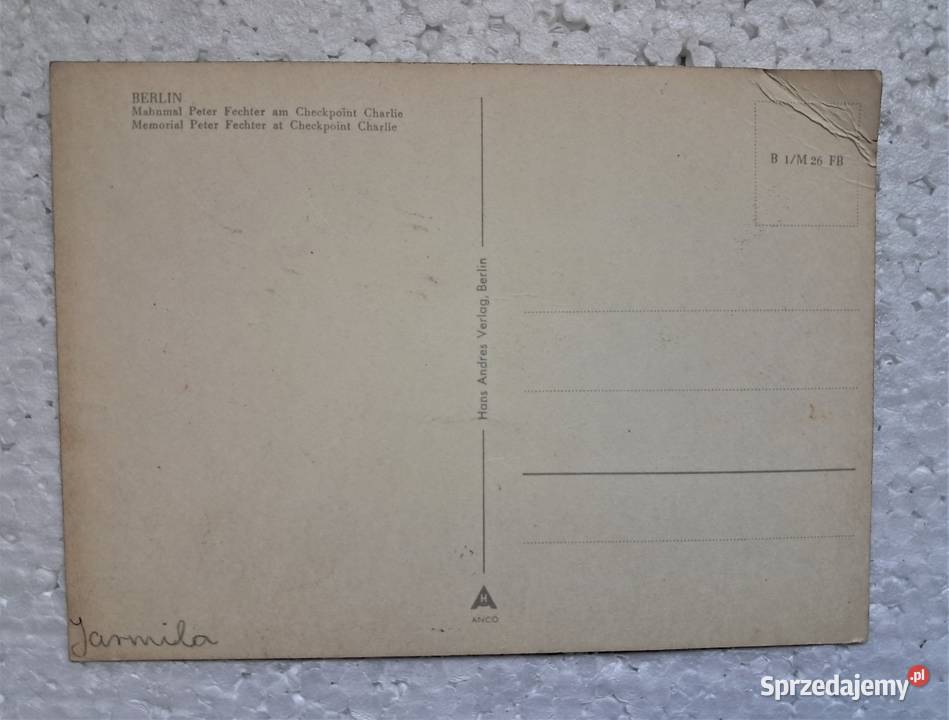 BERLIN
Mahnmal Peter Fechter am Checkpoint Charlie
Memorial Peter Fechter at Checkpoint Charlie
B 1/M 26 FB
Hans Andres Verlag, Berlin
H
ANCO
Jarmila
Sprzedajemy.pl